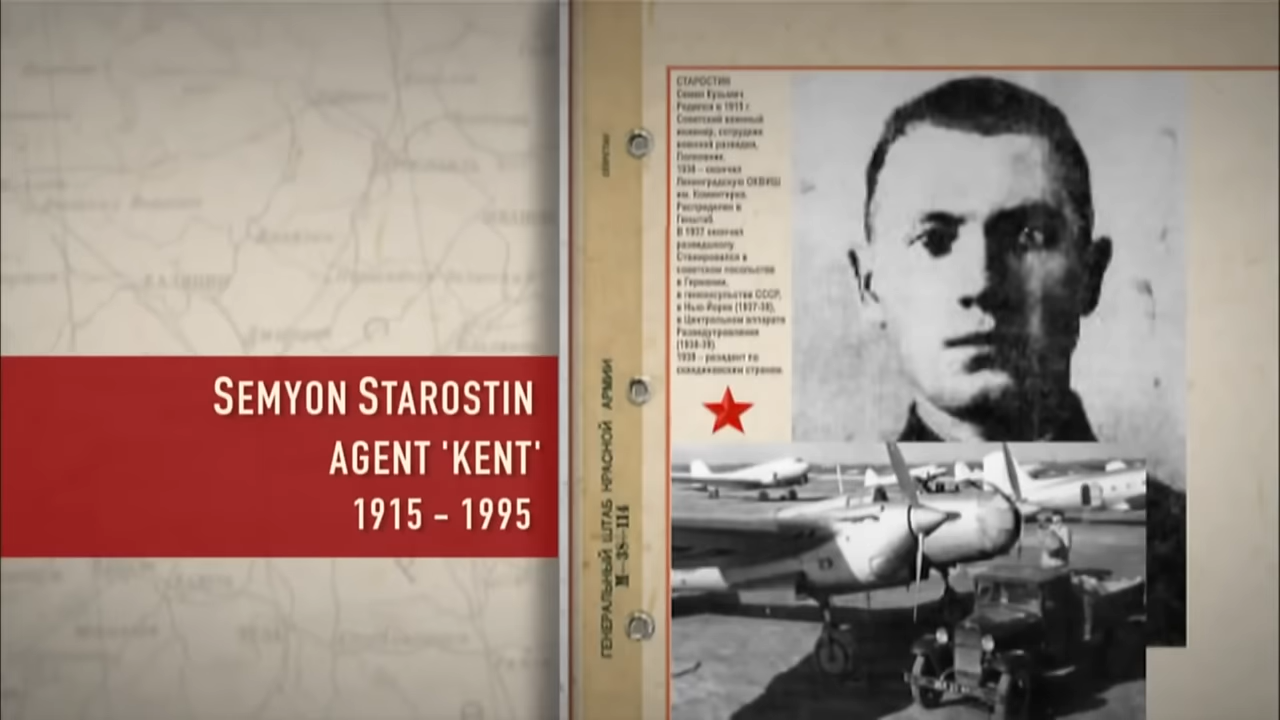 SEMYON STAROSTIN
AGENT 'KENT'
1915 – 1995
ГЕНЕРАЛЬНЫЙ ШТАБ КРАСНОЙ АРМИИ
М-38-114
СТАРОСТИН
Семен Кузьмич
Родился в 1915 г.
Советский военный
инженер, сотрудник
военной разведки,
Полковник.
1936 – окончил
Ленинградскую
им. Коминтерна.
Распределен в
Генштаб
В 1937 окончил
разведшколу
Стажировался в
советском посольстве
в Германии,
в генконсульстве СССР,
в Нью-Йорке (1937-38),
в Центральном аппарате
Разведуправления
(1938-39).
1939 – резидент по
скандинавским странам.